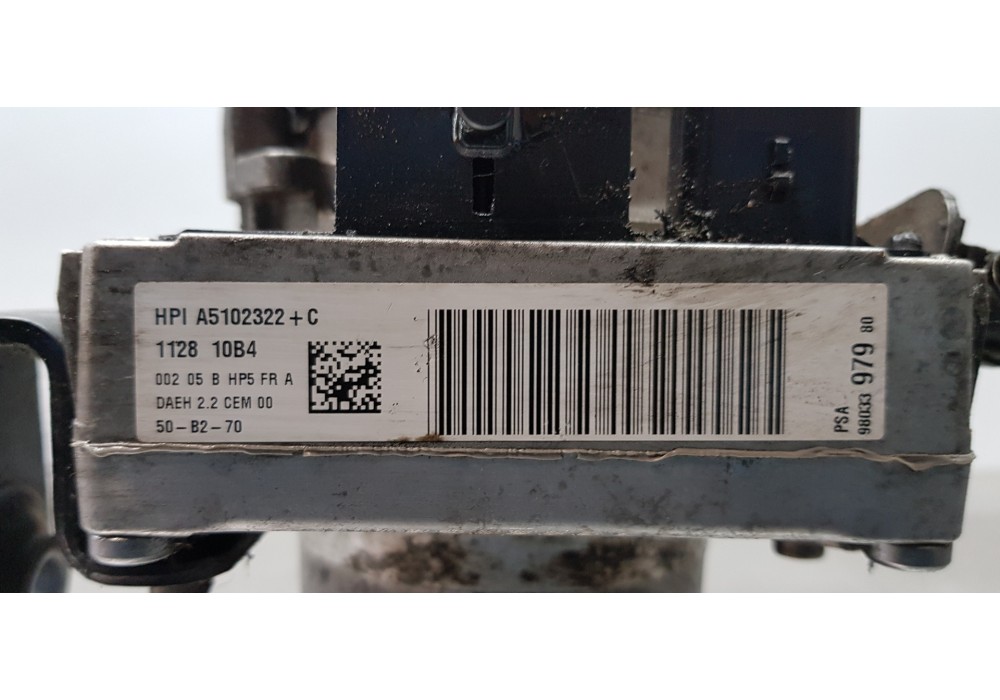 HPI A5102322+C
1128 10B4
002 05 B HP5 FR A
DAEH 2.2 CEM 00
50-B2-70
PSA
98033 979 80